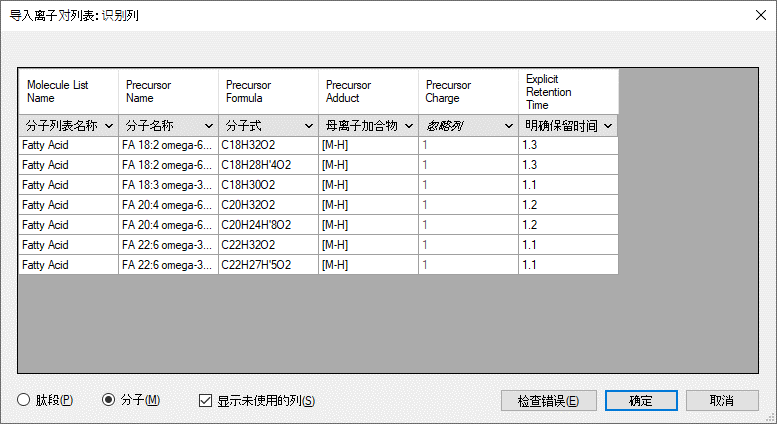 导入离子对列表: 识别列
Molecule List Name Precursor Name Precursor Formula Precursor Adduct Precursor Charge Explicit Retention Time
分子列表名称 分子名称 分子式 母离子加合物 忽略列 明确保留时间
Fatty Acid FA 18:2 omega-6... C18H32O2 [M-H] 1 1.3
Fatty Acid FA 18:2 omega-6... C18H28H'4O2 [M-H] 1 1.3
Fatty Acid FA 18:3 omega-3... C18H30O2 [M-H] 1 1.1
Fatty Acid FA 20:4 omega-6... C20H32O2 [M-H] 1 1.2
Fatty Acid FA 20:4 omega-6... C20H24H'8O2 [M-H] 1 1.2
Fatty Acid FA 22:6 omega-3... C22H32O2 [M-H] 1 1.1
Fatty Acid FA 22:6 omega-3... C22H27H'5O2 [M-H] 1 1.1
肽段(P) 分子(M) 显示未使用的列(S) 检查错误(E) 确定 取消